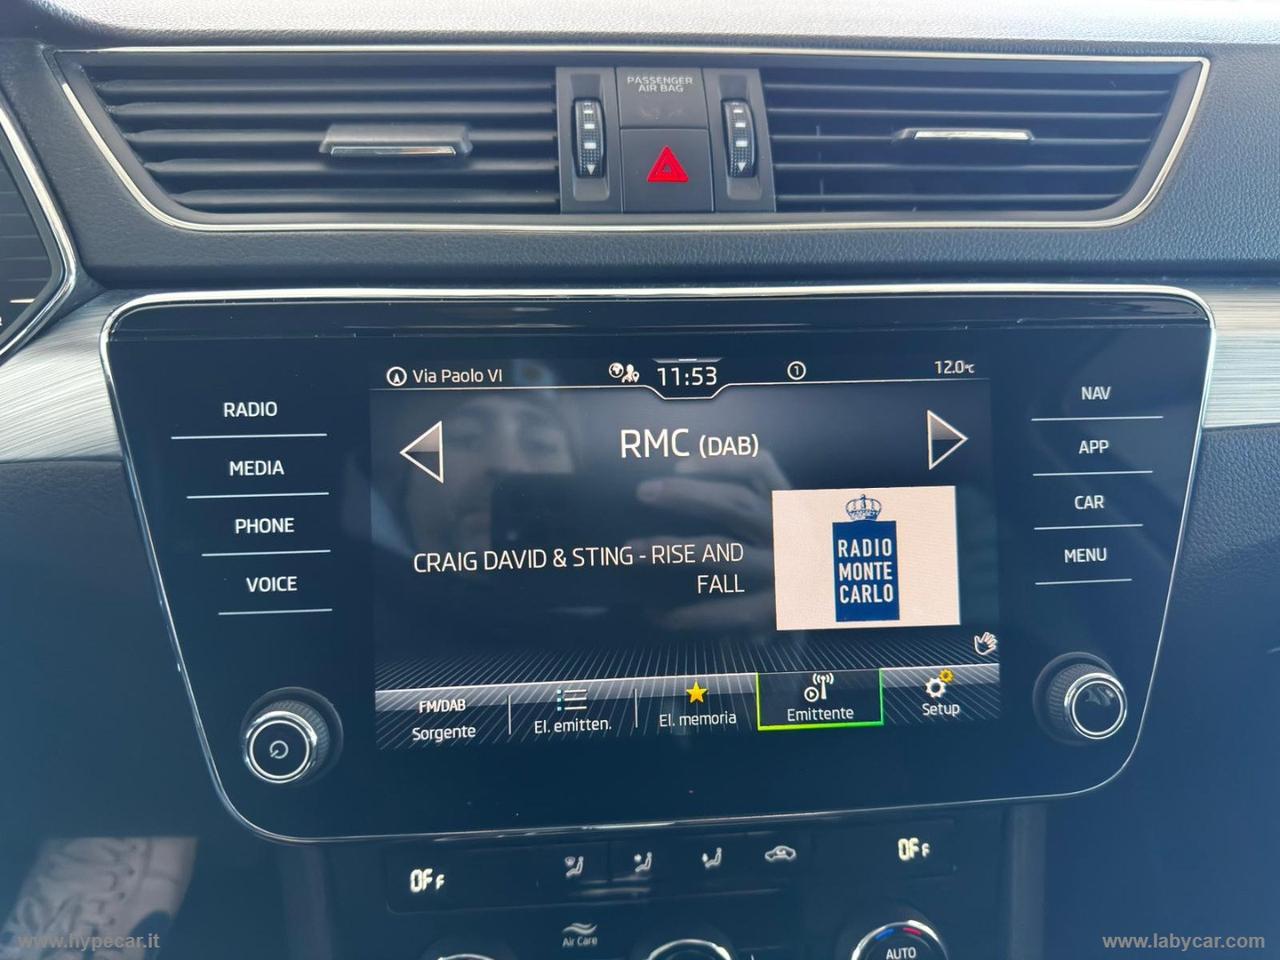 PASSENGER
AIR BAG
Via Paolo VI
11:53
1
12.0°C
RADIO
MEDIA
PHONE
VOICE
RMC (DAB)
CRAIG DAVID & STING - RISE AND
FALL
RADIO
MONTE
CARLO
NAV
APP
CAR
MENU
FM/DAB
Sorgente
El. emitten.
El. memoria
Emittente
Setup
OFF
OFF
Air Care
AUTO
www.hypecar.it
www.labycar.com